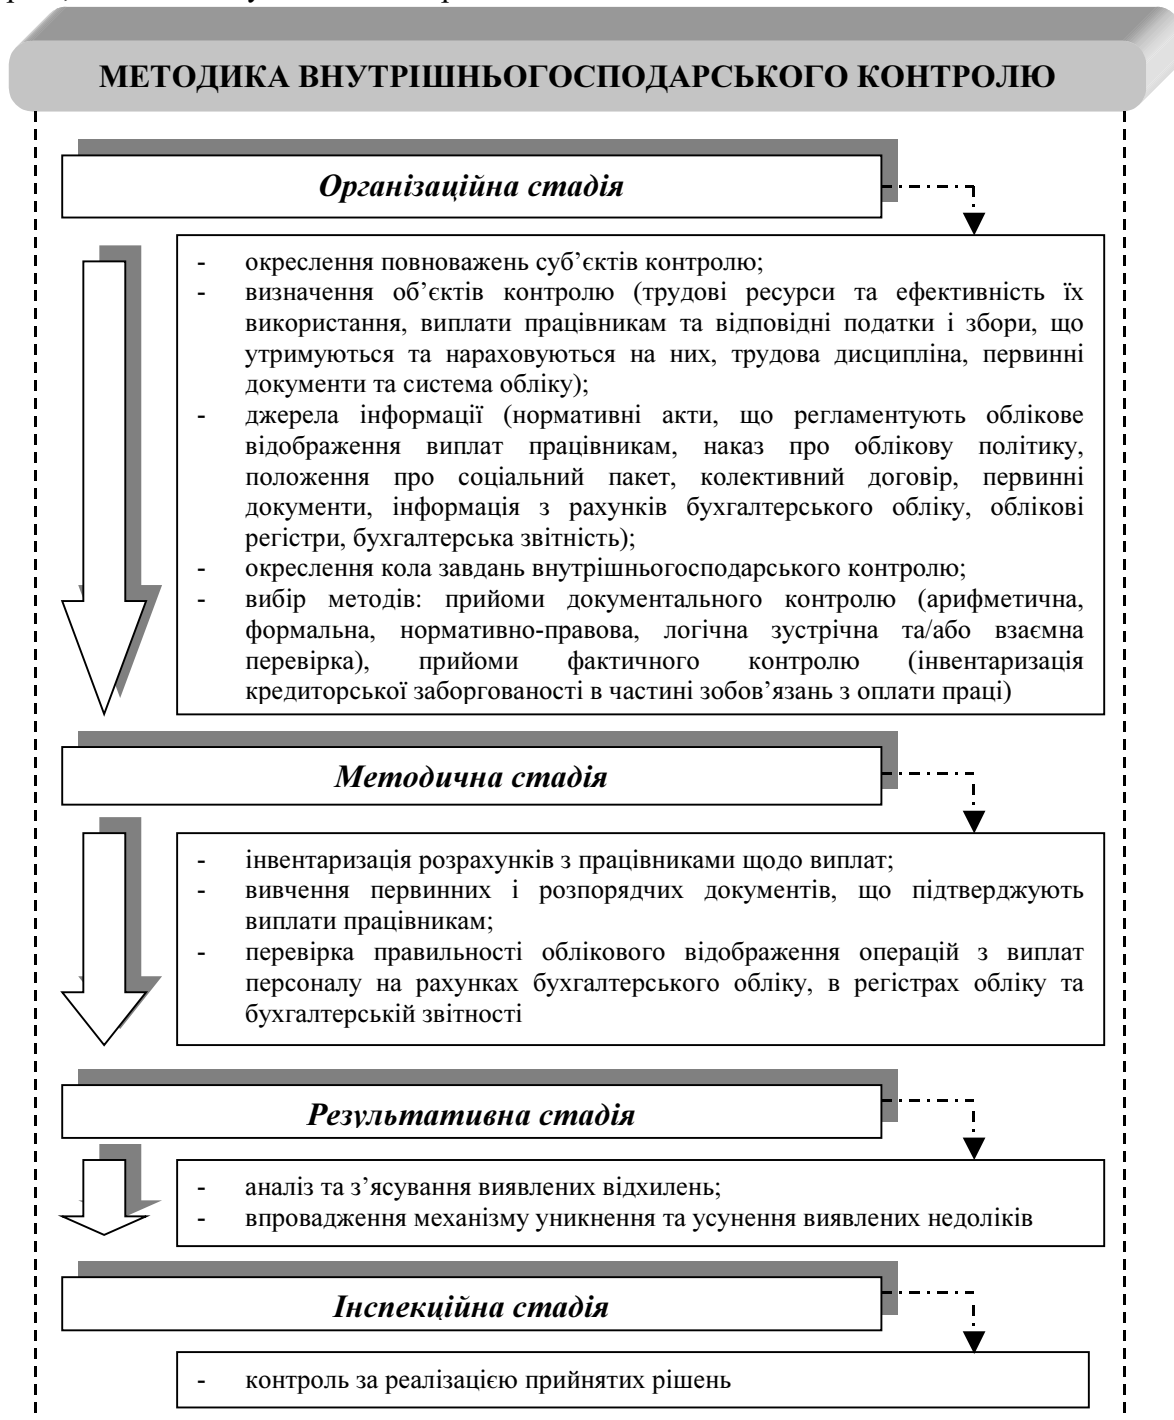 МЕТОДИКА ВНУТРІШНЬОГОСПОДАРСЬКОГО КОНТРОЛЮ
Організаційна стадія
- окреслення повноважень суб’єктів контролю;
- визначення об’єктів контролю (трудові ресурси та ефективність їх
використання, виплати працівникам та відповідні податки і збори, що
утримуються та нараховуються на них, трудова дисципліна, первинні
документи та система обліку);
- джерела інформації (нормативні акти, що регламентують облікове
відображення виплат працівникам, наказ про облікову політику,
положення про соціальний пакет, колективний договір, первинні
документи, інформація з рахунків бухгалтерського обліку, облікові
регістри, бухгалтерська звітність);
- окреслення кола завдань внутрішньогосподарського контролю;
- вибір методів: прийоми документального контролю (арифметична,
формальна, нормативно-правова, логічна зустрічна та/або взаємна
перевірка), прийоми фактичного контролю (інвентаризація
кредиторської заборгованості в частині зобов’язань з оплати праці)
Методична стадія
- інвентаризація розрахунків з працівниками щодо виплат;
- вивчення первинних і розпорядчих документів, що підтверджують
виплати працівникам;
- перевірка правильності облікового відображення операцій з виплат
персоналу на рахунках бухгалтерського обліку, в регістрах обліку та
бухгалтерській звітності
Результативна стадія
- аналіз та з’ясування виявлених відхилень;
- впровадження механізму уникнення та усунення виявлених недоліків
Інспекційна стадія
- контроль за реалізацією прийнятих рішень